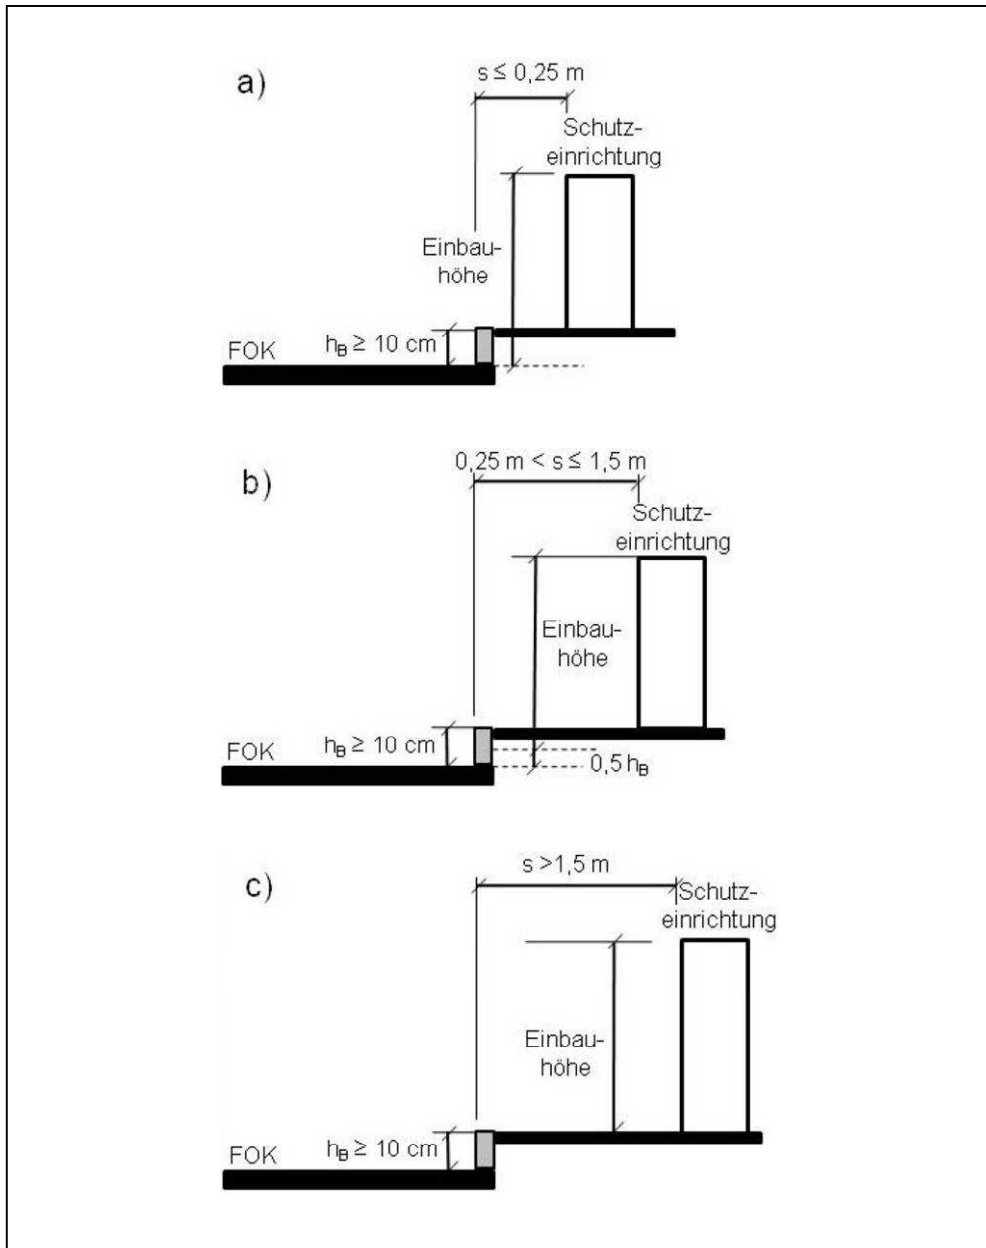 a)
s ≤ 0,25 m
Schutz-
einrichtung
Einbau-
höhe
h_B ≥ 10 cm
FOK
b)
0,25 m < s ≤ 1,5 m
Schutz-
einrichtung
Einbau-
höhe
h_B ≥ 10 cm
FOK
0,5 h_B
c)
s >1,5 m
Schutz-
einrichtung
Einbau-
höhe
h_B ≥ 10 cm
FOK